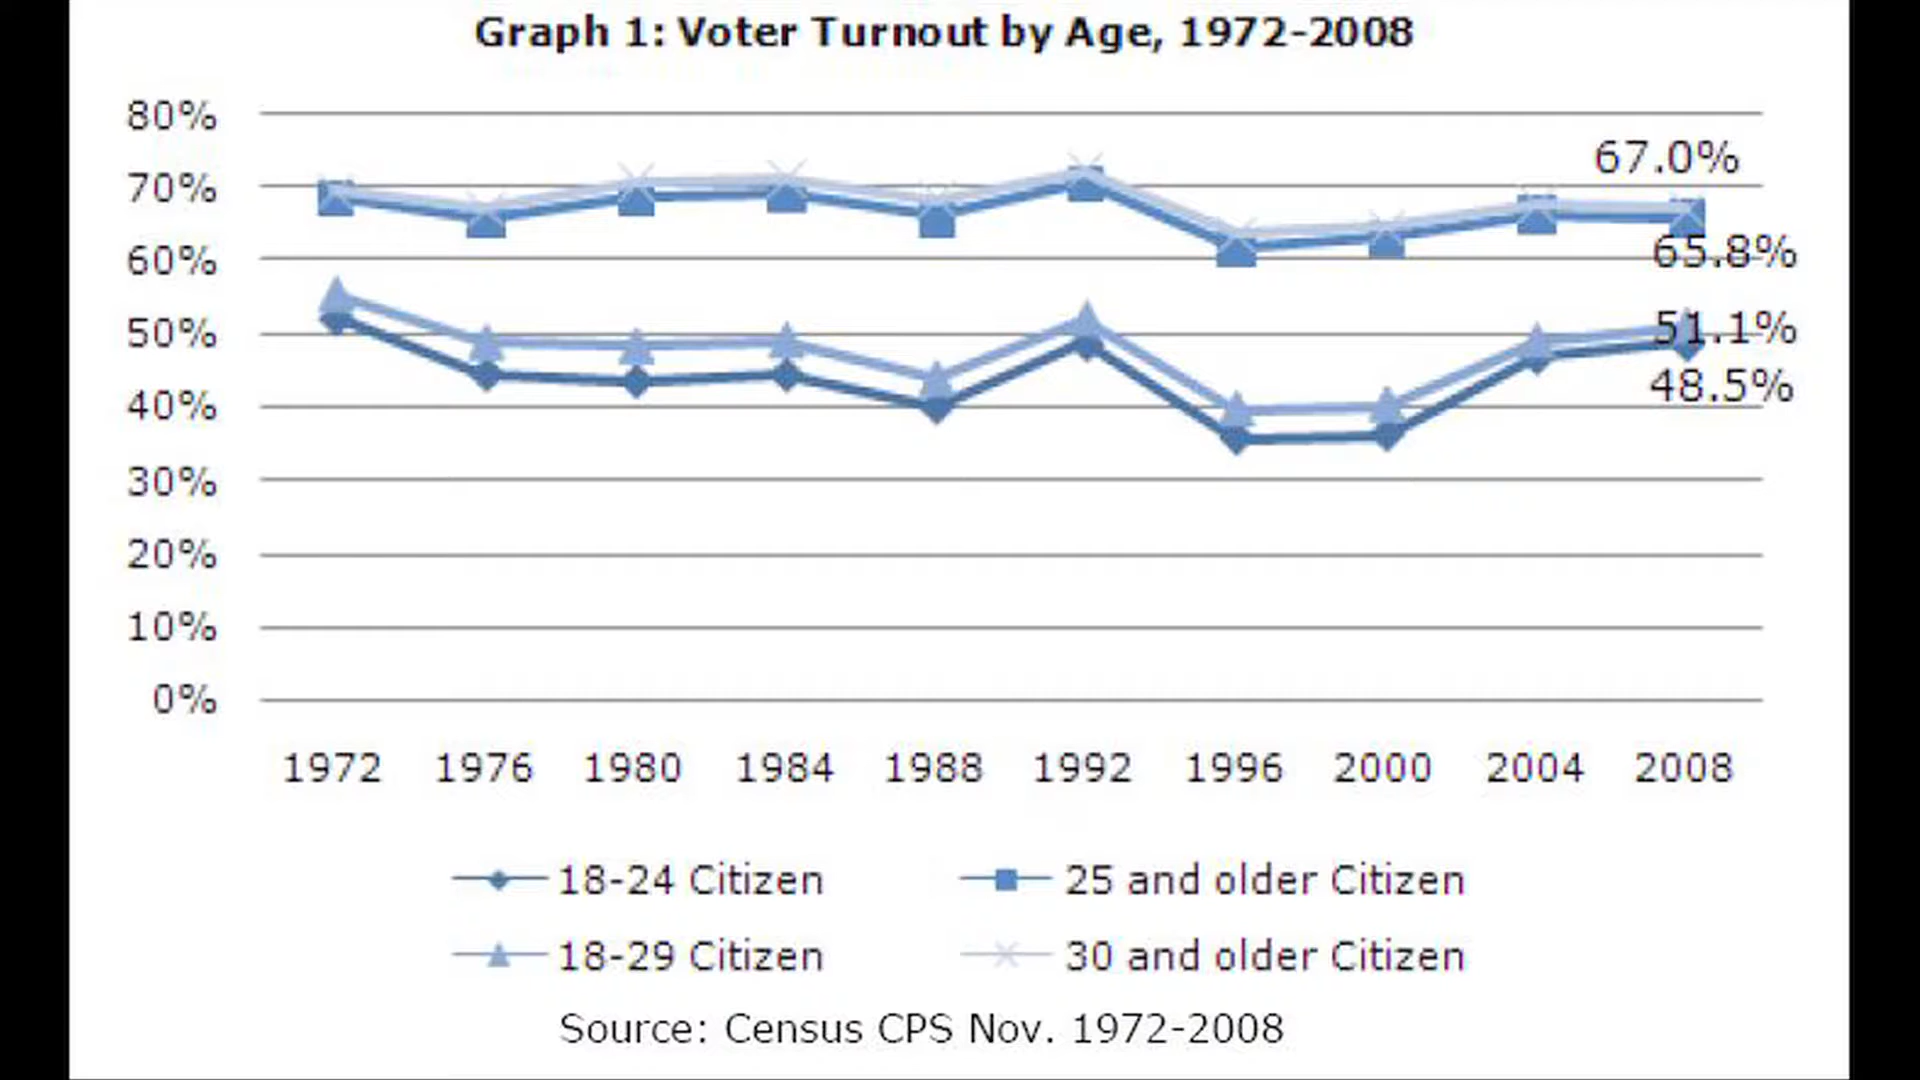 Graph 1: Voter Turnout by Age, 1972-2008
80%
67.0%
70%
65.8%
60%
51.1%
50%
48.5%
40%
30%
20%
10%
0%
1972 1976 1980 1984 1988 1992 1996 2000 2004 2008
18-24 Citizen 25 and older Citizen
18-29 Citizen 30 and older Citizen
Source: Census CPS Nov. 1972-2008